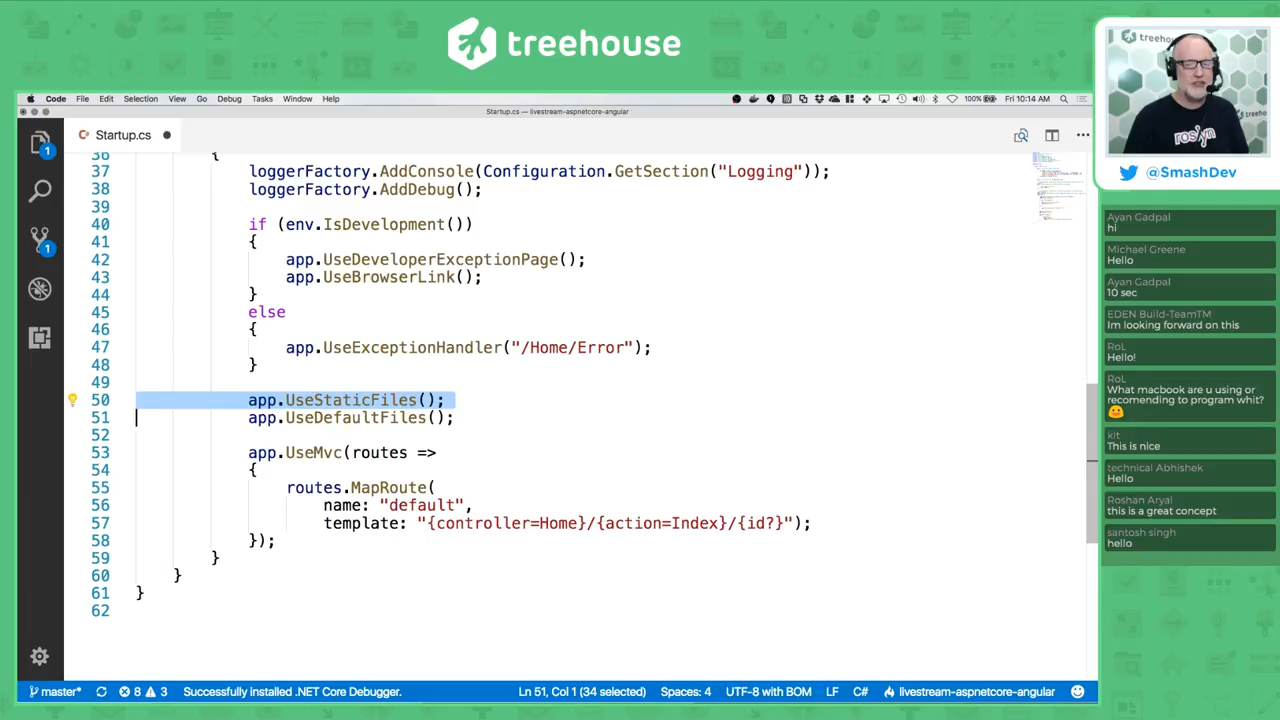 treehouse
Code File Edit Selection View Go Debug Tasks Window Help
100% Fri 10:14 AM
Startup.cs — livestream-aspnetcore-angular
Startup.cs
36 {
37 loggerFactory.AddConsole(Configuration.GetSection("Logging"));
38 loggerFactory.AddDebug();
39
40 if (env.IsDevelopment())
41 {
42 app.UseDeveloperExceptionPage();
43 app.UseBrowserLink();
44 }
45 else
46 {
47 app.UseExceptionHandler("/Home/Error");
48 }
49
50 app.UseStaticFiles();
51 app.UseDefaultFiles();
52
53 app.UseMvc(routes =>
54 {
55 routes.MapRoute(
56 name: "default",
57 template: "{controller=Home}/{action=Index}/{id?}");
58 });
59 }
60 }
61 }
62
1
1
master* 8 3 Successfully installed .NET Core Debugger. Ln 51, Col 1 (34 selected) Spaces: 4 UTF-8 with BOM LF C# livestream-aspnetcore-angular
treehouse
roslyn
@SmashDev
Ayan Gadpal
hi
Michael Greene
Hello
Ayan Gadpal
10 sec
EDEN Build-TeamTM
Im looking forward on this
RoL
Hello!
RoL
What macbook are u using or
recomending to program whit?
kit
This is nice
technical Abhishek
Hello
Roshan Aryal
this is a great concept
santosh singh
hello